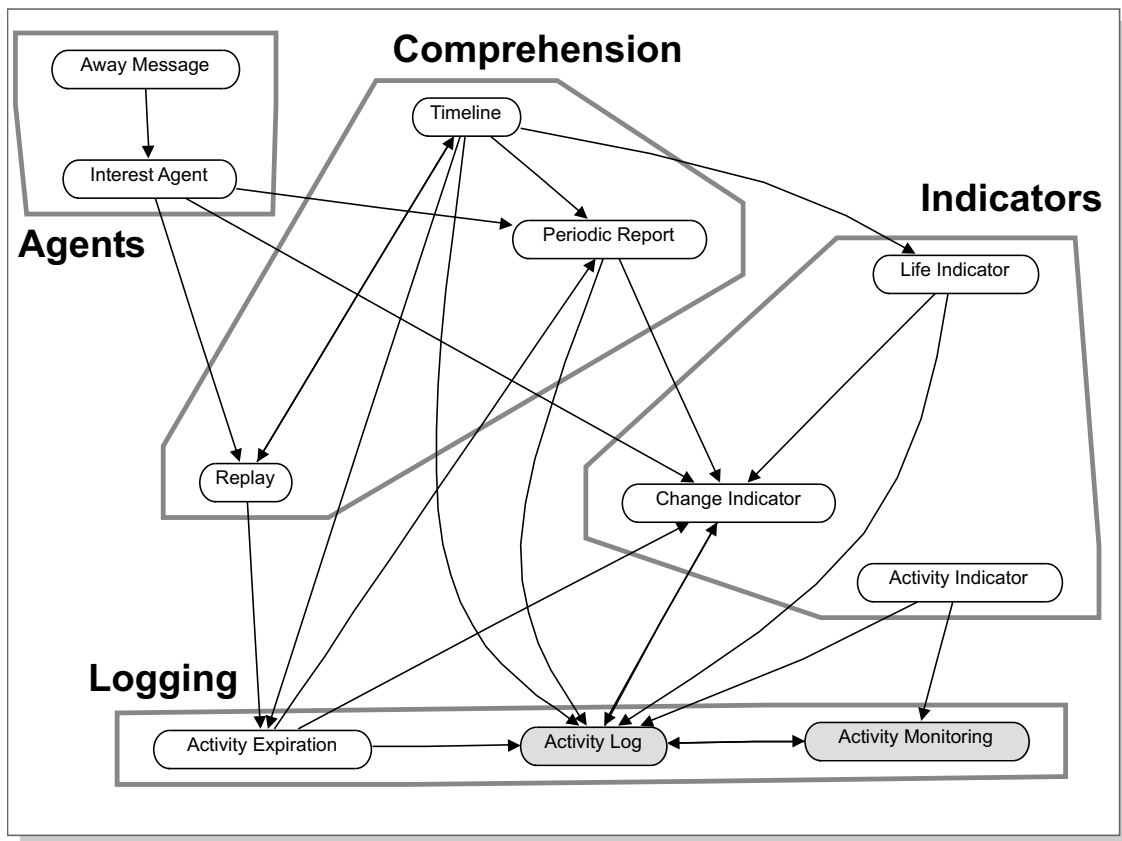 Comprehension
Away Message
Timeline
Interest Agent
Indicators
Agents
Periodic Report
Life Indicator
Replay
Change Indicator
Activity Indicator
Logging
Activity Expiration
Activity Log
Activity Monitoring